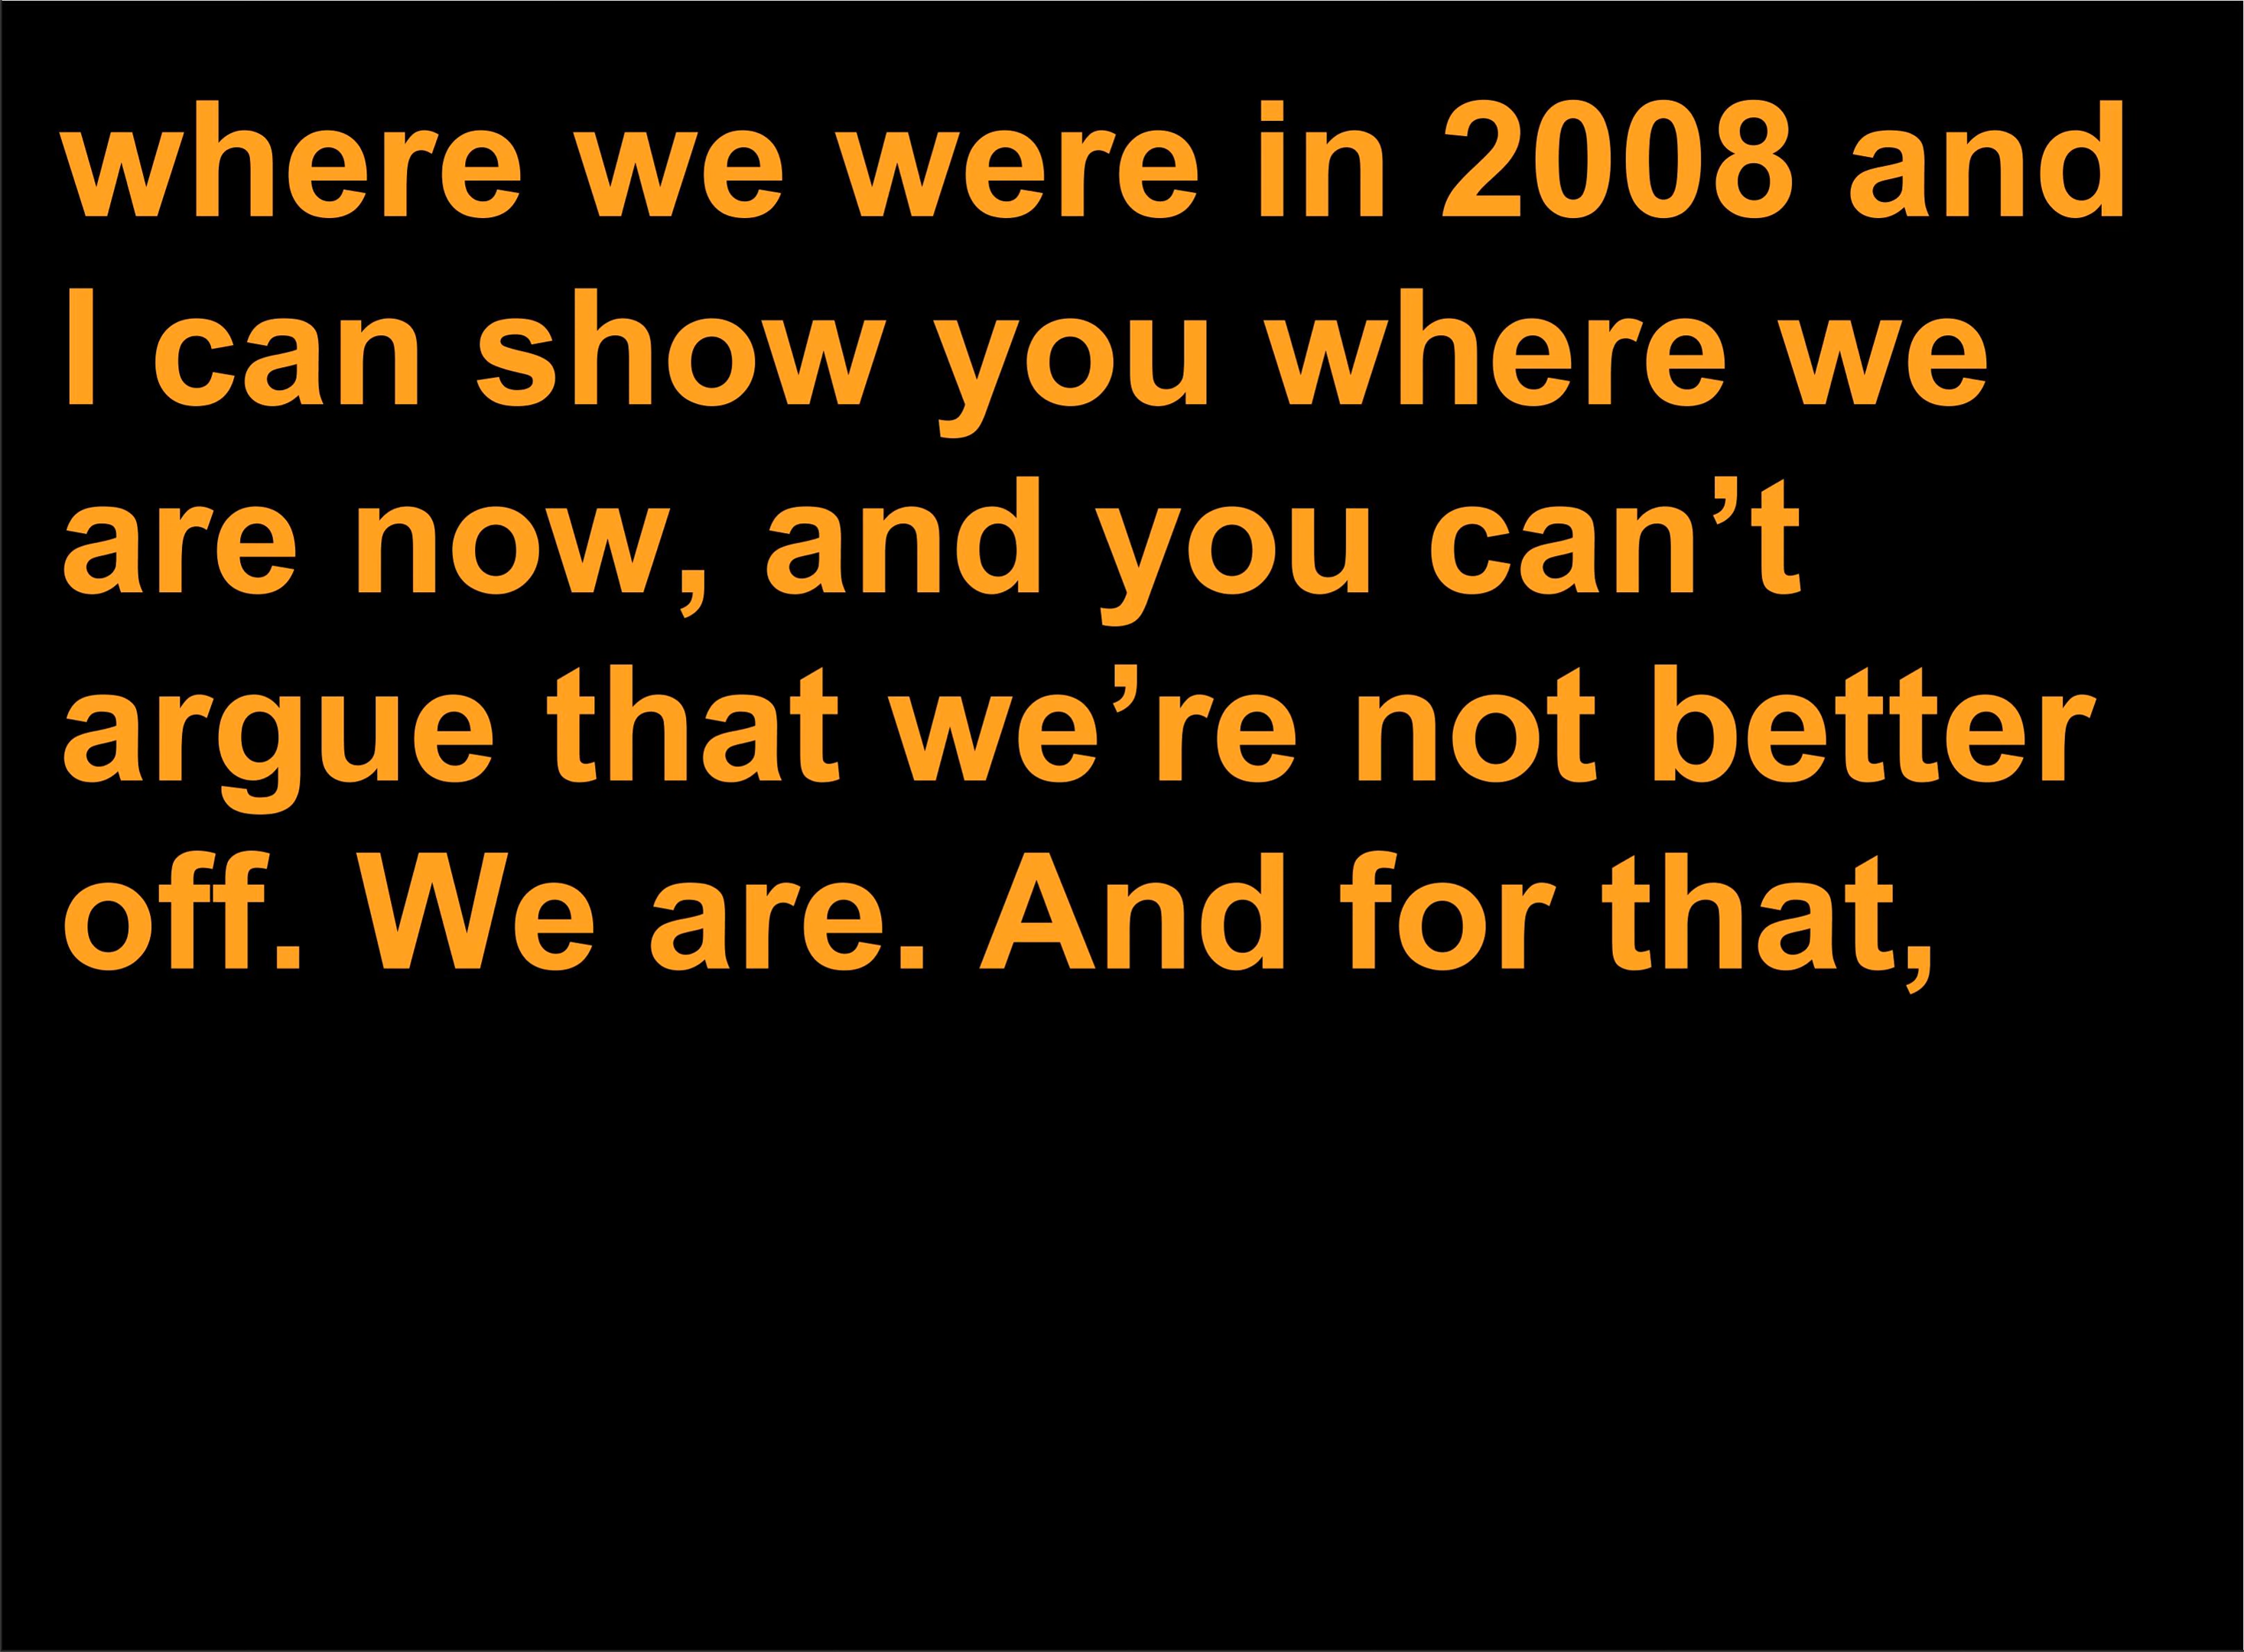 where we were in 2008 and
I can show you where we
are now, and you can’t
argue that we’re not better
off. We are. And for that,